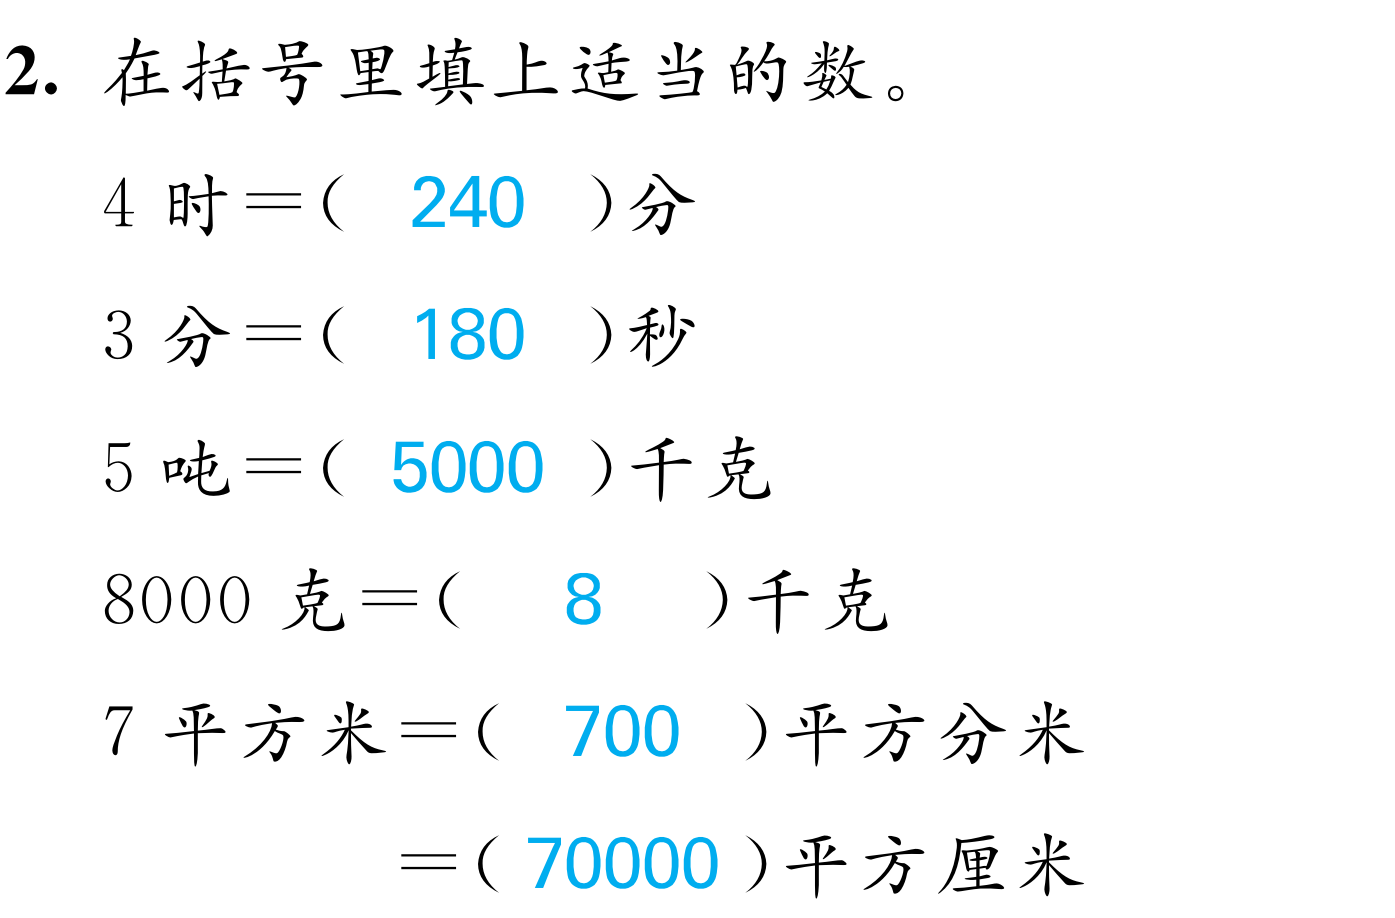 2. 在括号里填上适当的数。
4 时=( 240 )分
3 分=( 180 )秒
5 吨=( 5000 )千克
8000 克=( 8 )千克
7 平方米=( 700 )平方分米
=( 70000 )平方厘米